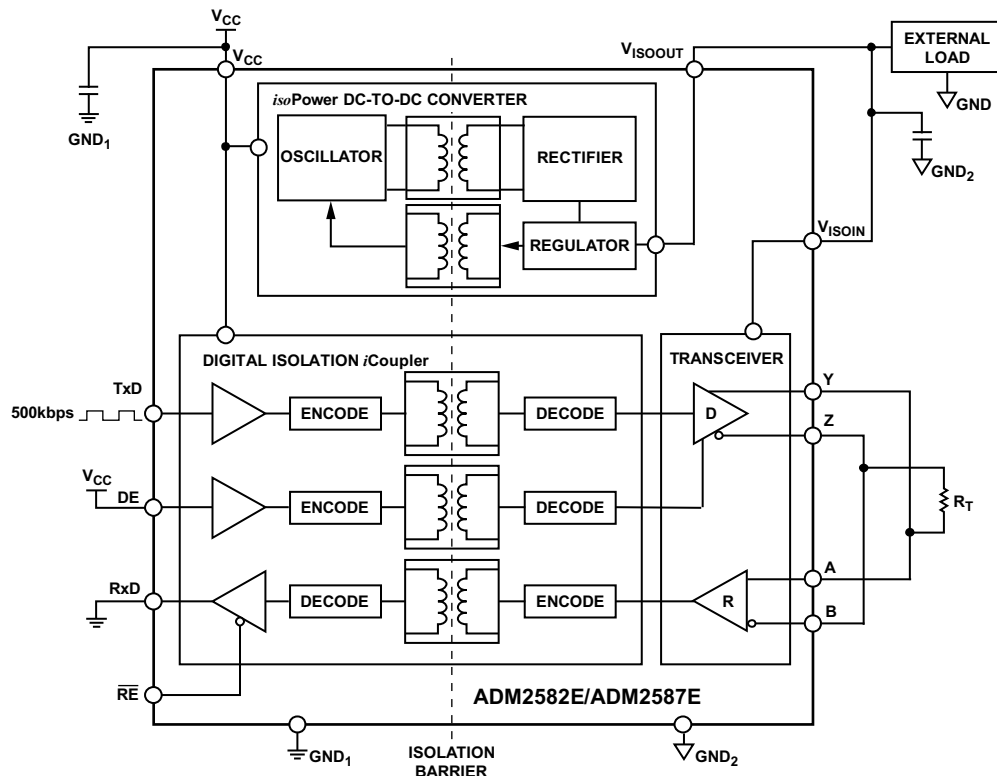 VCC
VCC
VISOOUT
EXTERNAL
LOAD
GND
GND1
GND2
isoPower DC-TO-DC CONVERTER
OSCILLATOR
RECTIFIER
REGULATOR
VISOIN
DIGITAL ISOLATION iCoupler
TRANSCEIVER
TxD
500kbps
ENCODE
DECODE
D
Y
Z
VCC
DE
ENCODE
DECODE
RT
RxD
DECODE
ENCODE
R
A
B
RE
ADM2582E/ADM2587E
GND1
ISOLATION
BARRIER
GND2